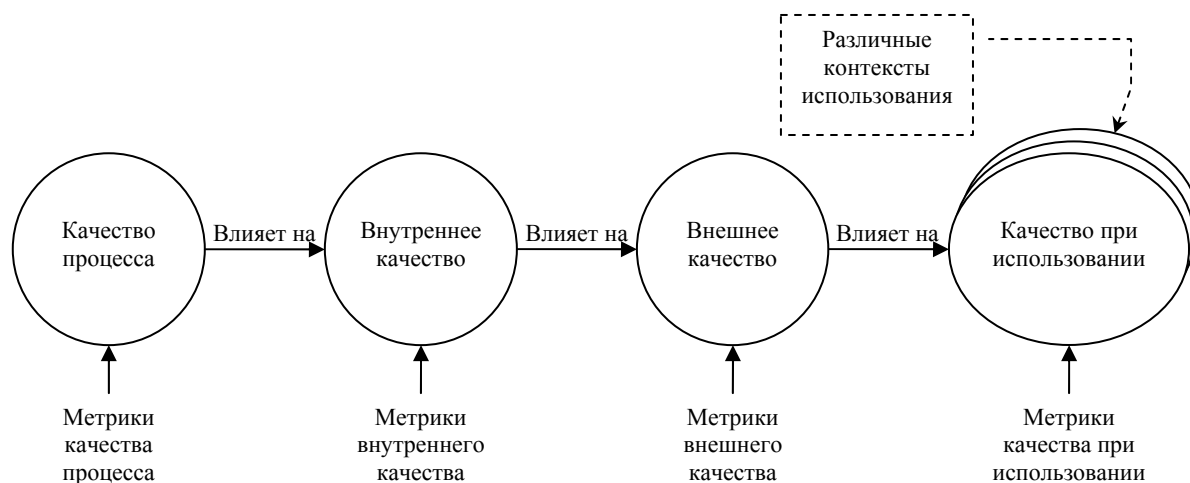 Различные
контексты
использования
Качество
процесса
Влияет на
Внутреннее
качество
Влияет на
Внешнее
качество
Влияет на
Качество при
использовании
Метрики
качества
процесса
Метрики
внутреннего
качества
Метрики
внешнего
качества
Метрики
качества при
использовании